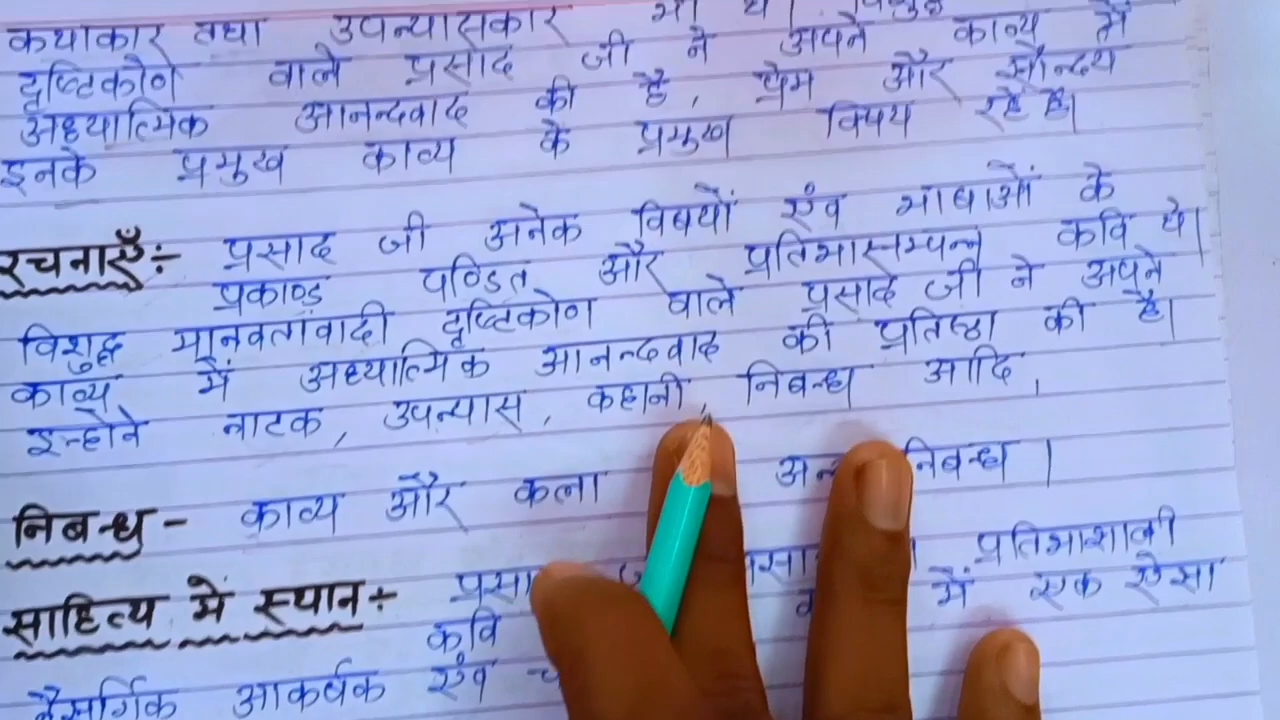 कथाकार तथा उपन्यासकार
दृष्टिकोण वाले प्रसाद जी ने अपने काव्य में
अध्यात्मिक आनन्दवाद की है, प्रेम और सौन्दय
इनके प्रमुख काव्य के प्रमुख विषय रहे है।
रचनाएँ:- प्रसाद जी अनेक विषयों एंव भाषाओं के
प्रकाण्ड पण्डित और प्रतिभासम्पन्न कवि थे।
विशुद्ध मानवतांवादी दृष्टिकोण वाले प्रसाद जी ने अपने
काव्य में अध्यात्मिक आनन्दवाद की प्रतिष्ठा की है।
इन्होने नाटक, उपन्यास, कहानी, निबन्ध आदि,
निबन्ध - काव्य और कला निबन्ध।
साहित्य में स्थान:- प्रतिभाशाली
कवि में एक ऐसा
नैसर्गिक आकर्षक एंव